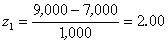 z₁ = (9,000 − 7,000) / 1,000 = 2.00